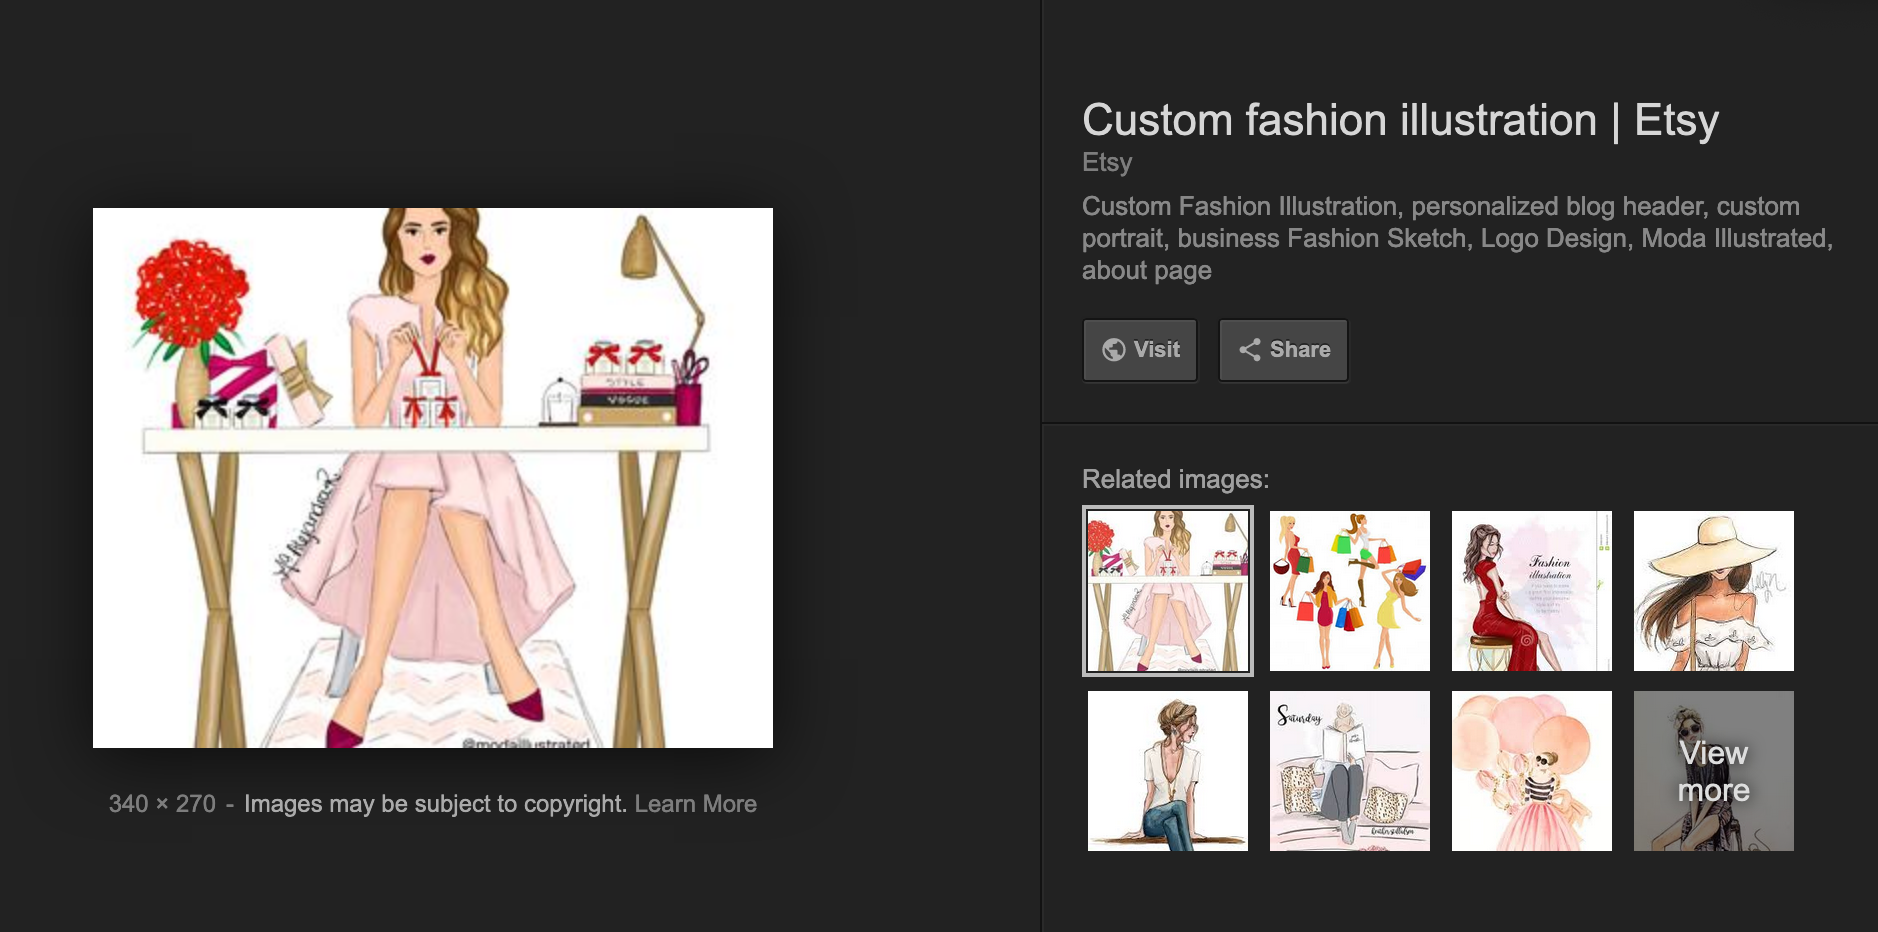 Custom fashion illustration | Etsy
Etsy
Custom Fashion Illustration, personalized blog header, custom
portrait, business Fashion Sketch, Logo Design, Moda Illustrated,
about page
Visit
Share
STYLE
VOGUE
@modaillustrated
340 × 270 - Images may be subject to copyright. Learn More
Related images:
Fashion
illustration
Saturday
View
more